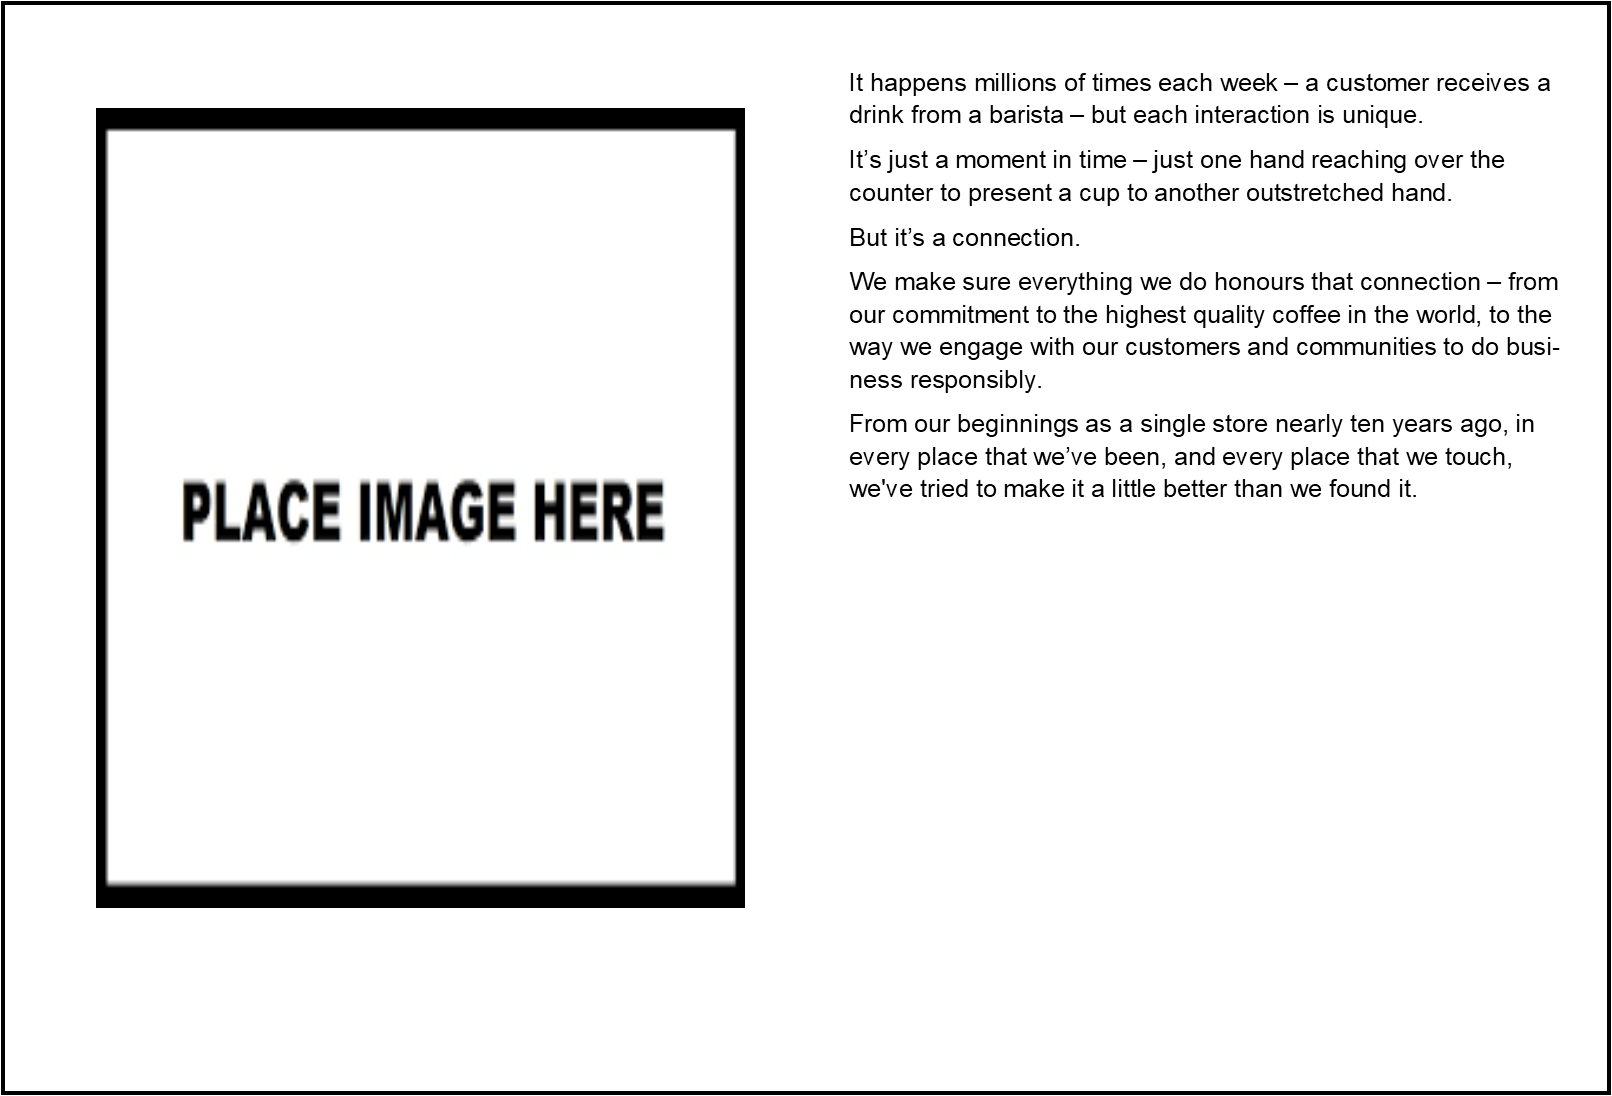 PLACE IMAGE HERE
It happens millions of times each week – a customer receives a
drink from a barista – but each interaction is unique.
It’s just a moment in time – just one hand reaching over the
counter to present a cup to another outstretched hand.
But it’s a connection.
We make sure everything we do honours that connection – from
our commitment to the highest quality coffee in the world, to the
way we engage with our customers and communities to do busi-
ness responsibly.
From our beginnings as a single store nearly ten years ago, in
every place that we’ve been, and every place that we touch,
we've tried to make it a little better than we found it.